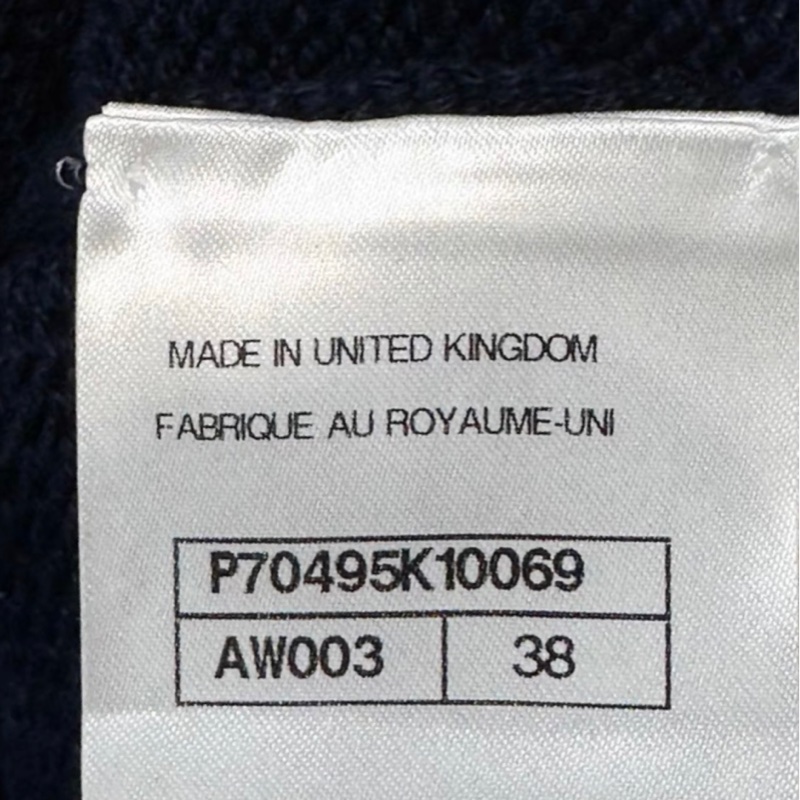 MADE IN UNITED KINGDOM
FABRIQUE AU ROYAUME-UNI
P70495K10069
AW003 38